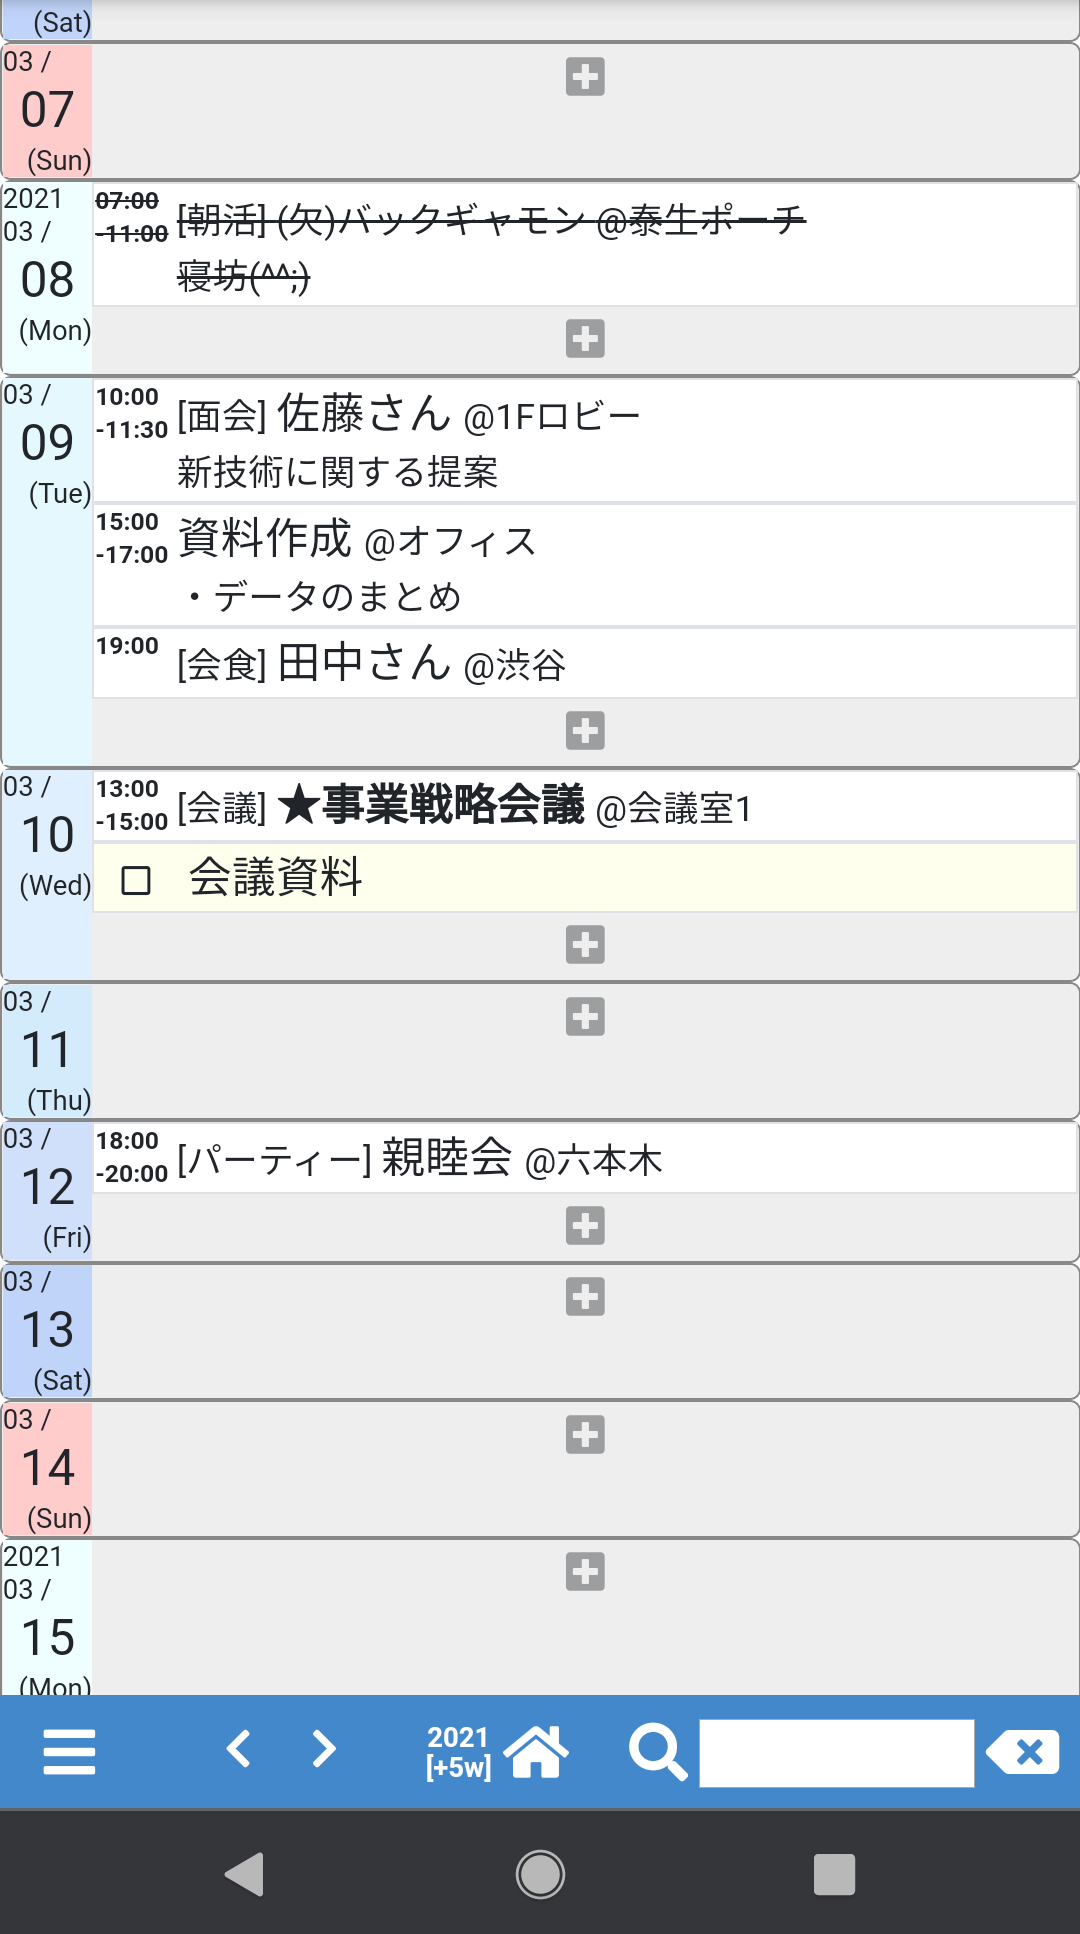 (Sat)
03 /
07
(Sun)
2021
03 /
08
(Mon)
07:00
-11:00
[朝活] (欠)バックギャモン @泰生ポーチ
寝坊(^^;)
03 /
09
(Tue)
10:00
-11:30
[面会] 佐藤さん @1Fロビー
新技術に関する提案
15:00
-17:00
資料作成 @オフィス
・データのまとめ
19:00
[会食] 田中さん @渋谷
03 /
10
(Wed)
13:00
-15:00
[会議] ★事業戦略会議 @会議室1
会議資料
03 /
11
(Thu)
03 /
12
(Fri)
18:00
-20:00
[パーティー] 親睦会 @六本木
03 /
13
(Sat)
03 /
14
(Sun)
2021
03 /
15
(Mon)
2021
[+5w]